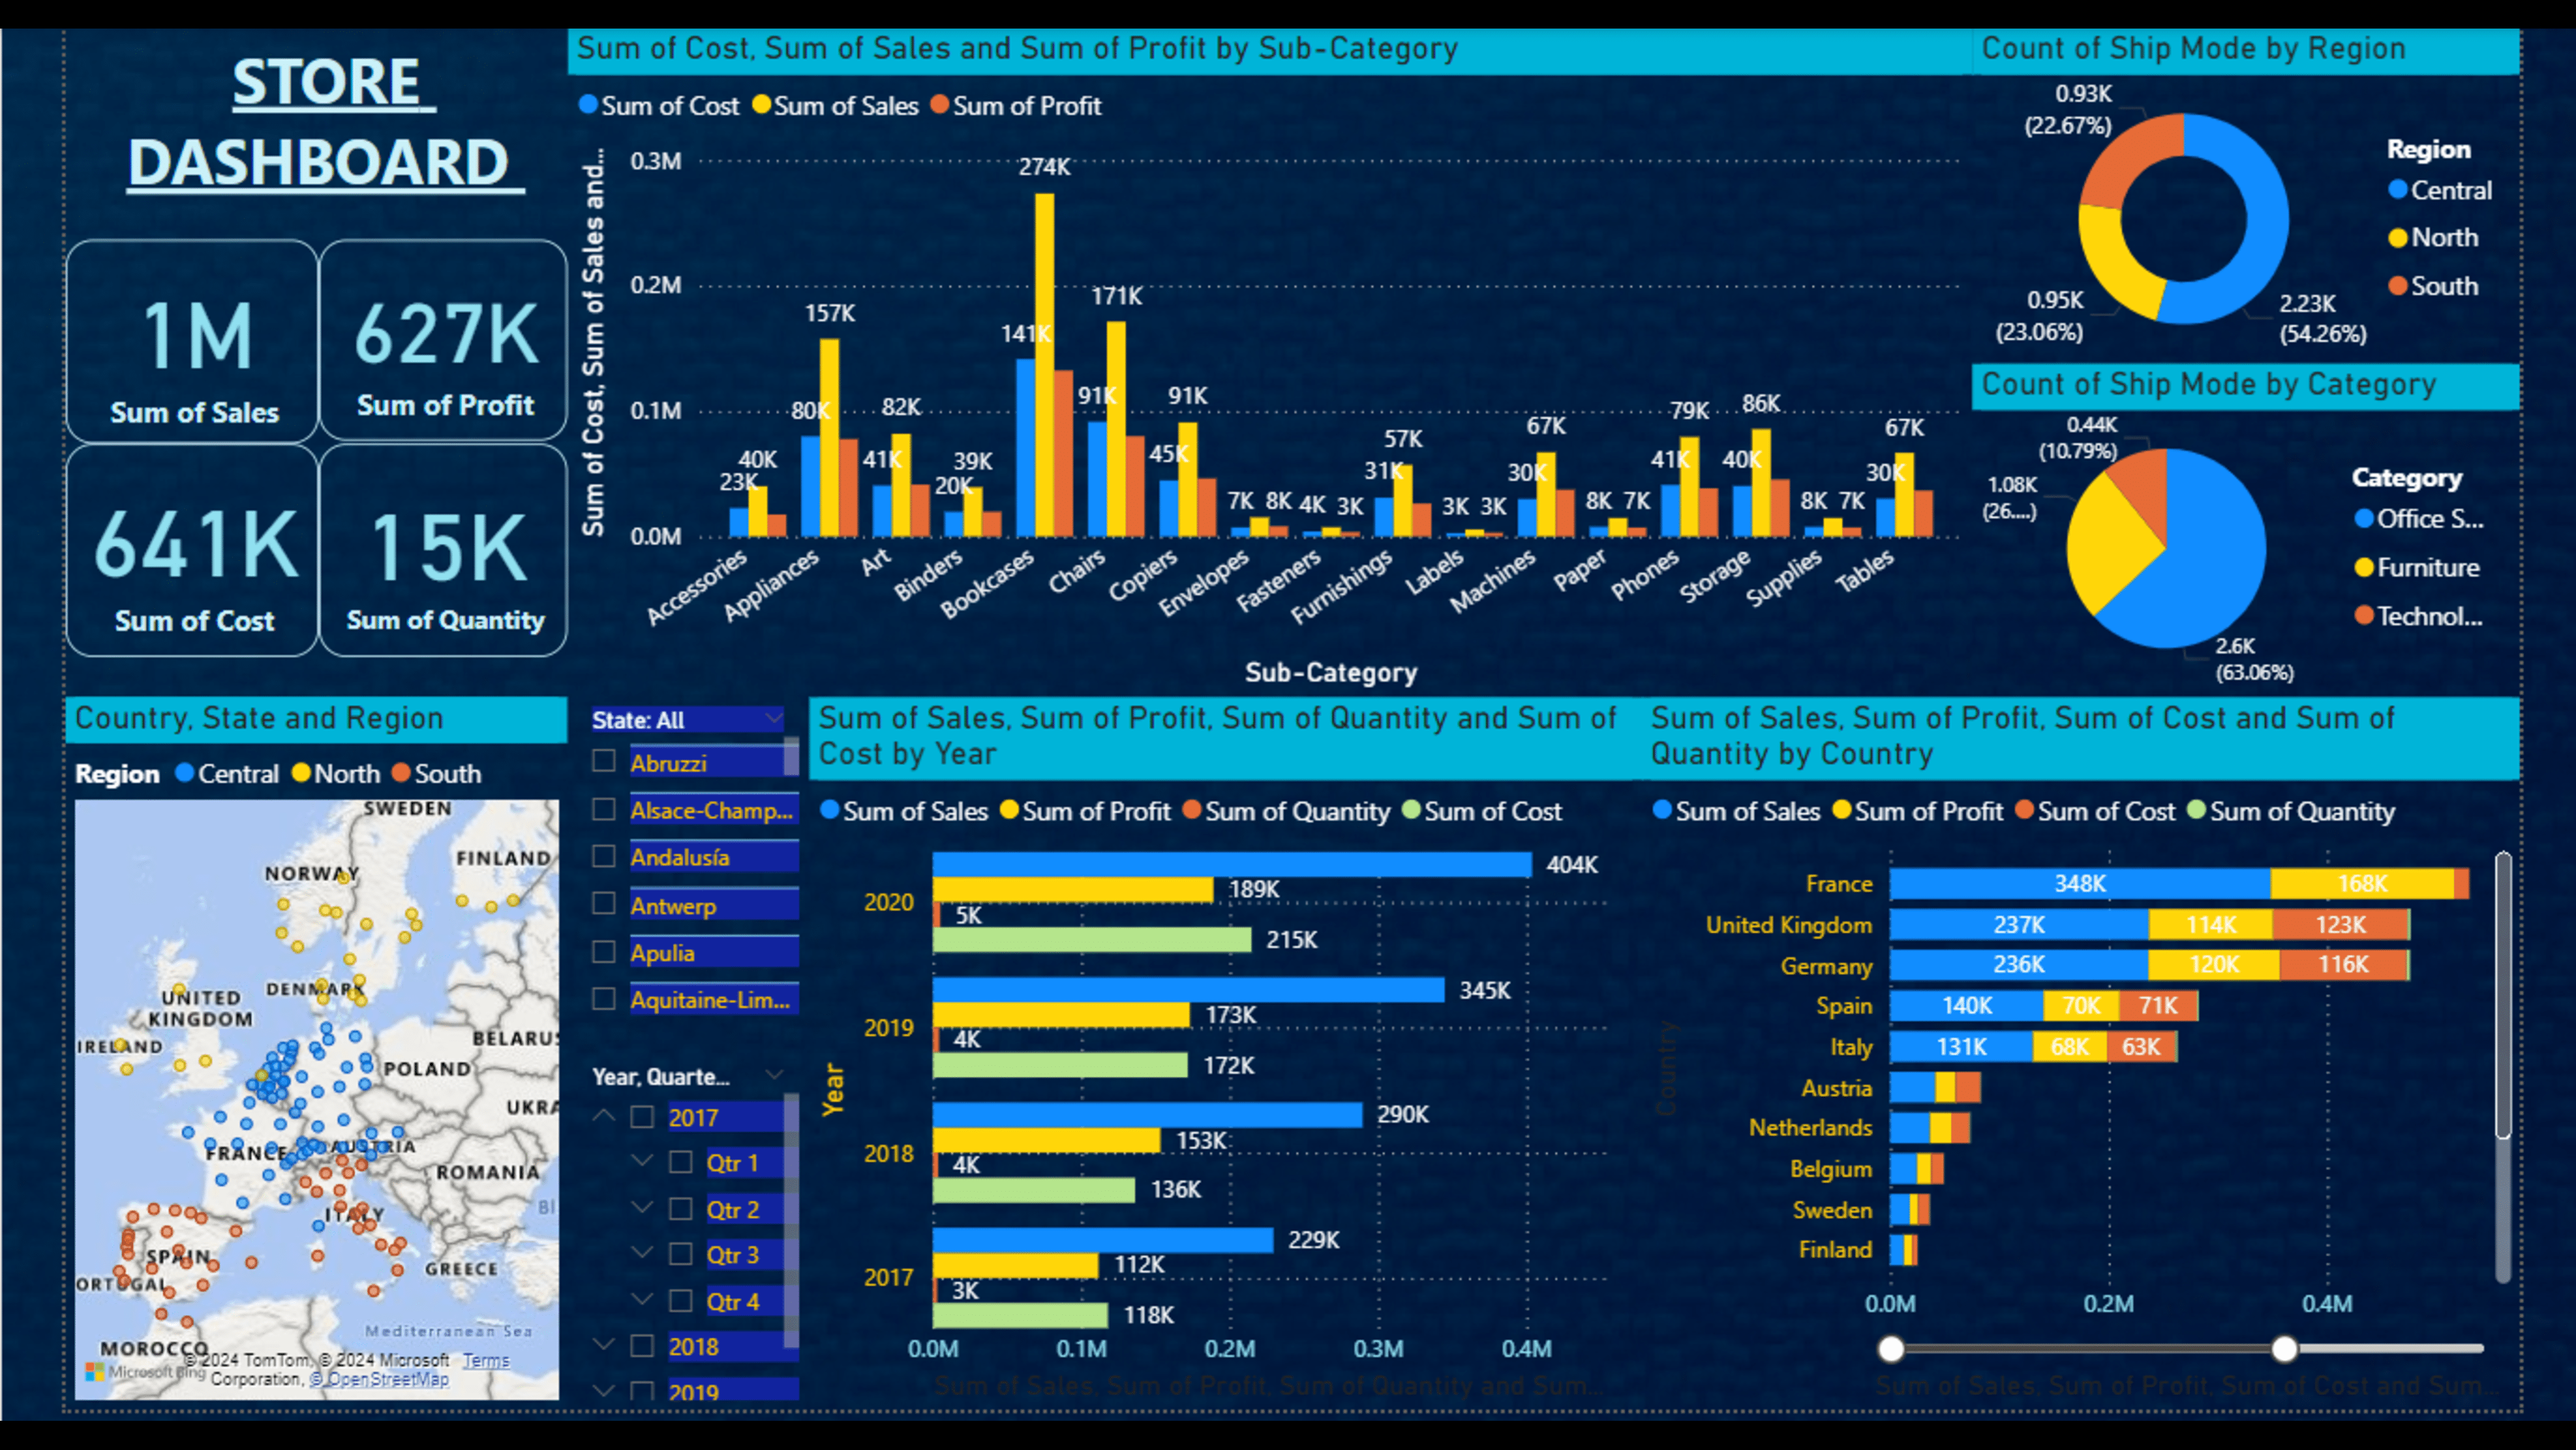 STORE
DASHBOARD
1M
Sum of Sales
627K
Sum of Profit
641K
Sum of Cost
15K
Sum of Quantity
Sum of Cost, Sum of Sales and Sum of Profit by Sub-Category
Sum of Cost Sum of Sales Sum of Profit
Sum of Cost, Sum of Sales and...
0.3M
0.2M
0.1M
0.0M
23K 40K
80K 157K
41K 82K
20K 39K
141K 274K
91K 171K
45K 91K
7K 8K
4K 3K
31K 57K
3K 3K
30K 67K
8K 7K
41K 79K
40K 86K
8K 7K
30K 67K
Accessories
Appliances
Art
Binders
Bookcases
Chairs
Copiers
Envelopes
Fasteners
Furnishings
Labels
Machines
Paper
Phones
Storage
Supplies
Tables
Sub-Category
Count of Ship Mode by Region
0.93K
(22.67%)
0.95K
(23.06%)
2.23K
(54.26%)
Region
Central
North
South
Count of Ship Mode by Category
0.44K
(10.79%)
1.08K
(26....)
2.6K
(63.06%)
Category
Office S...
Furniture
Technol...
Country, State and Region
Region Central North South
SWEDEN
FINLAND
NORWAY
UNITED
KINGDOM
DENMARK
IRELAND
BELARUS
POLAND
UKRA
FRANCE
AUSTRIA
ROMANIA
BI
ITALY
SPAIN
ORTUGAL
GREECE
Mediterranean Sea
MOROCCO
© 2024 TomTom, © 2024 Microsoft Terms
Microsoft Bing Corporation, © OpenStreetMap
State: All
Abruzzi
Alsace-Champ...
Andalusía
Antwerp
Apulia
Aquitaine-Lim...
Year, Quarte...
2017
Qtr 1
Qtr 2
Qtr 3
Qtr 4
2018
2019
Sum of Sales, Sum of Profit, Sum of Quantity and Sum of
Cost by Year
Sum of Sales Sum of Profit Sum of Quantity Sum of Cost
Year
2020
404K
189K
5K
215K
2019
345K
173K
4K
172K
2018
290K
153K
4K
136K
2017
229K
112K
3K
118K
0.0M 0.1M 0.2M 0.3M 0.4M
Sum of Sales, Sum of Profit, Sum of Quantity and Sum...
Sum of Sales, Sum of Profit, Sum of Cost and Sum of
Quantity by Country
Sum of Sales Sum of Profit Sum of Cost Sum of Quantity
Country
France 348K 168K
United Kingdom 237K 114K 123K
Germany 236K 120K 116K
Spain 140K 70K 71K
Italy 131K 68K 63K
Austria
Netherlands
Belgium
Sweden
Finland
0.0M 0.2M 0.4M
Sum of Sales, Sum of Profit, Sum of Cost and Sum...